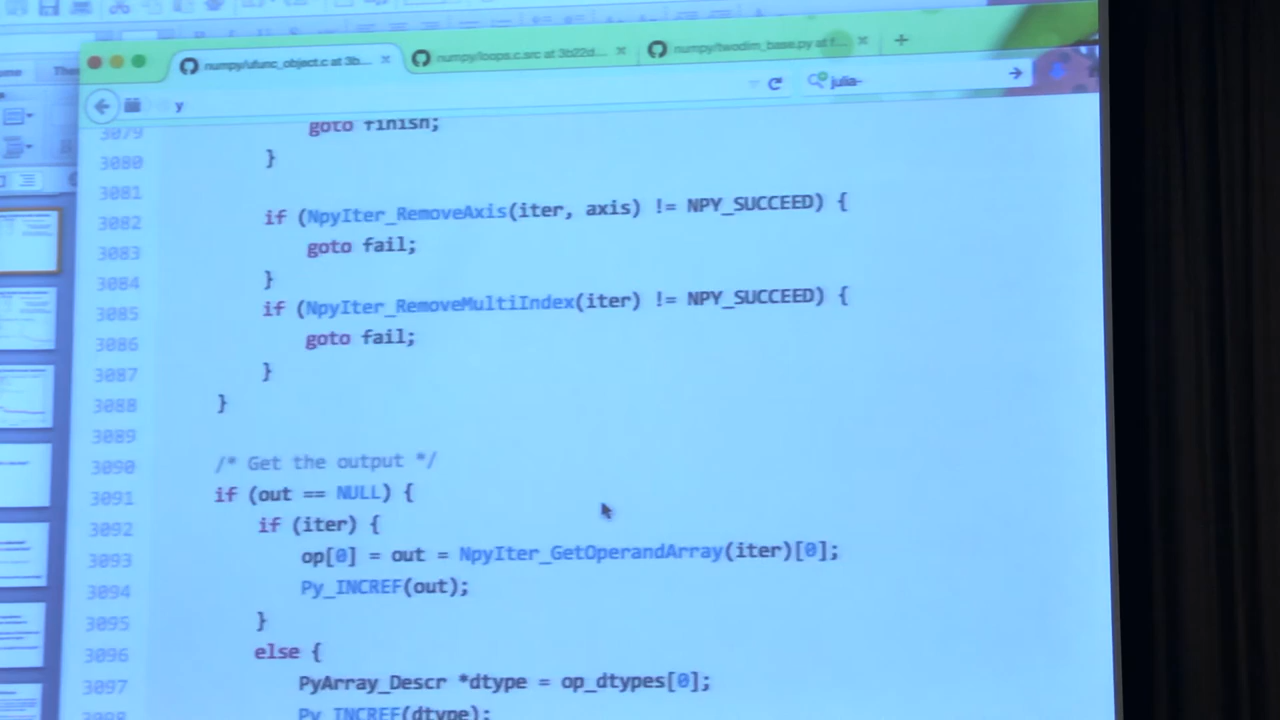 numpy/ufunc_object.c at 3b...
numpy/loops.c.src at 3b22d...
numpy/twodim_base.py at f...
y
julia-
3079 goto finish;
3080 }
3081
3082 if (NpyIter_RemoveAxis(iter, axis) != NPY_SUCCEED) {
3083 goto fail;
3084 }
3085 if (NpyIter_RemoveMultiIndex(iter) != NPY_SUCCEED) {
3086 goto fail;
3087 }
3088 }
3089
3090 /* Get the output */
3091 if (out == NULL) {
3092 if (iter) {
3093 op[0] = out = NpyIter_GetOperandArray(iter)[0];
3094 Py_INCREF(out);
3095 }
3096 else {
3097 PyArray_Descr *dtype = op_dtypes[0];
3098 Py_INCREF(dtype);